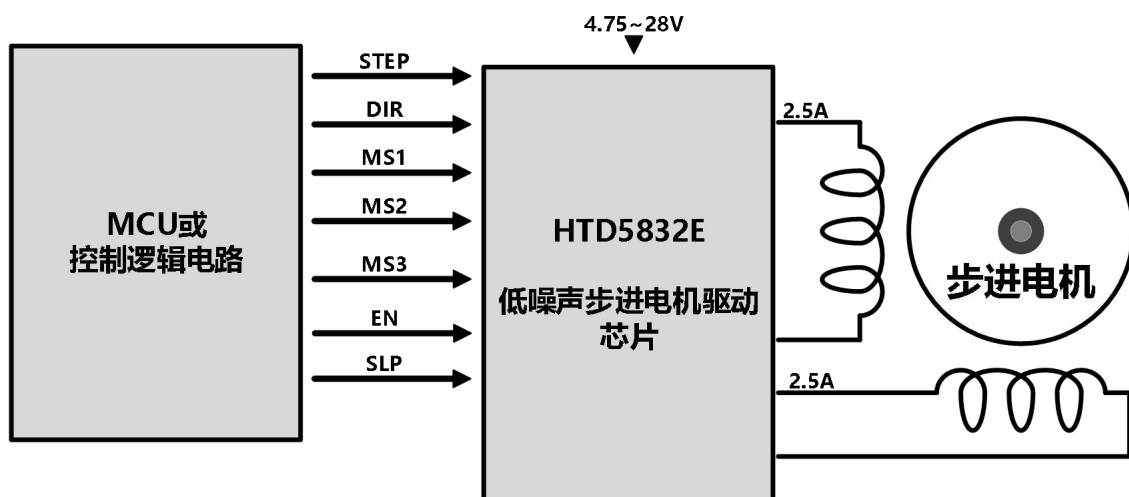 4.75~28V
MCU或
控制逻辑电路
STEP
DIR
MS1
MS2
MS3
EN
SLP
HTD5832E
低噪声步进电机驱动
芯片
2.5A
2.5A
步进电机